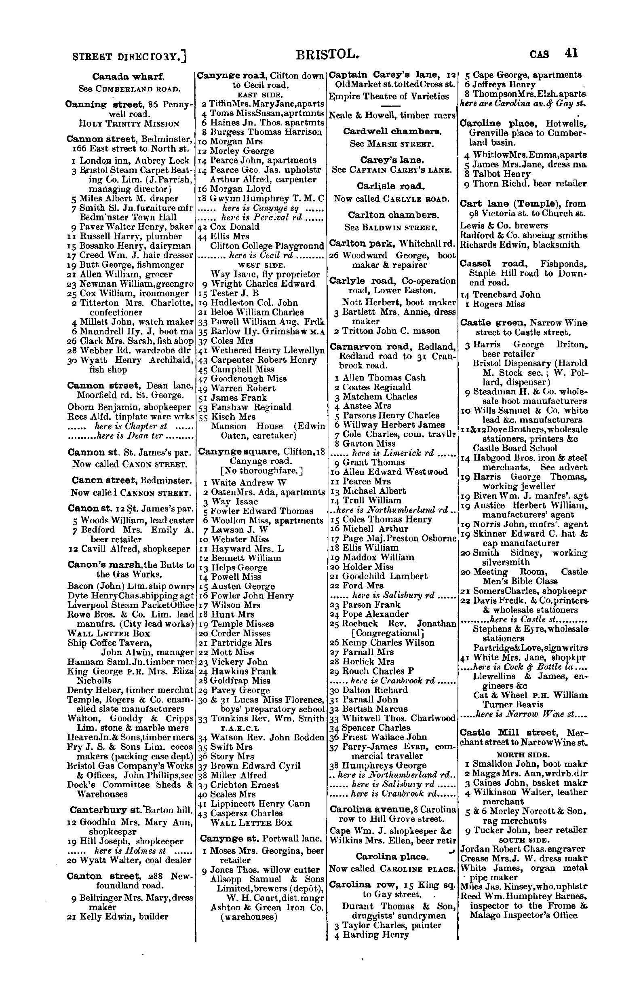 STREET DIRECTORY.]
BRISTOL.
CAS 41
Canada wharf.
See CUMBERLAND ROAD.
Canning street, 86 Penny-
well road.
HOLY TRINITY MISSION
Cannon street, Bedminster,
166 East street to North st.
1 London inn, Aubrey Lock
3 Bristol Steam Carpet Beat-
ing Co. Lim. (J. Parrish,
managing director)
5 Miles Albert M. draper
7 Smith Sl. Jn. furniture mfr
Bedm'nster Town Hall
9 Paver Walter Henry, baker
11 Russell Harry, plumber
15 Bosanko Henry, dairyman
17 Creed Wm. J. hair dresser
19 Butt George, fishmonger
21 Allen William, grocer
23 Newman William, greengro
25 Cox William, ironmonger
2 Titterton Mrs. Charlotte,
confectioner
4 Millett John, watch maker
6 Maundrell Hy. J. boot ma
26 Clark Mrs. Sarah, fish shop
28 Webber Rd. wardrobe dlr
30 Wyatt Henry Archibald,
fish shop
Cannon street, Dean lane,
Moorfield rd. St. George.
Oborn Benjamin, shopkeeper
Rees Alfd. tinplate ware wrks
...... here is Chapter st ......
.........here is Dean ter.........
Cannon st. St. James's par.
Now called CANON STREET.
Canon street, Bedminster.
Now called CANNON STREET.
Canon st. 12 St. James's par.
5 Woods William, lead caster
7 Bedford Mrs. Emily A.
beer retailer
12 Cavill Alfred, shopkeeper
Canon's marsh, the Butts to
the Gas Works.
Bacon (John) Lim. ship ownrs
Dyte Henry Chas. shipping agt
Liverpool Steam Packet Office
Rowe Bros. & Co. Lim. lead
manufrs. (City lead works)
WALL LETTER BOX
Ship Coffee Tavern,
John Alwin, manager
Hannam Saml. Jn. timber mer
King George P.H. Mrs. Eliza
Nicholls
Denty Heber, timber merchnt
Temple, Rogers & Co. enam-
elled slate manufacturers
Walton, Gooddy & Cripps
Lim. stone & marble mers
Heaven Jn. & Sons, timber mers
Fry J. S. & Sons Lim. cocoa
makers (packing case dept)
Bristol Gas Company's Works
& Offices, John Phillips, sec
Dock's Committee Sheds &
Warehouses
Canterbury st. Barton hill.
12 Goodhin Mrs. Mary Ann,
shopkeeper
19 Hill Joseph, shopkeeper
...... here is Holmes st ......
20 Wyatt Walter, coal dealer
Canton street, 288 New-
foundland road.
9 Bellringer Mrs. Mary, dress
maker
21 Kelly Edwin, builder
Canynge road, Clifton down
to Cecil road.
EAST SIDE.
2 Tiffin Mrs. Mary Jane, aparts
4 Toms Miss Susan, aprtmnts
6 Haines Jn. Thos. apartmts
8 Burgess Thomas Harrison
10 Morgan Mrs
12 Morley George
14 Pearce John, apartments
14 Pearce Geo. Jas. upholstr
Arthur Alfred, carpenter
16 Morgan Lloyd
18 Gwynn Humphrey T. M. C
...... here is Canynge sq ......
...... here is Percival rd ......
42 Cox Donald
44 Ellis Mrs
Clifton College Playground
......... here is Cecil rd .........
WEST SIDE.
Way Isaac, fly proprietor
9 Wright Charles Edward
15 Tester J. B
19 Hudleston Col. John
21 Beloe William Charles
33 Powell William Aug. Frdk
35 Barlow Hy. Grimshaw M.A
37 Coles Mrs
41 Wethered Henry Llewellyn
43 Carpenter Robert Henry
45 Campbell Miss
47 Goodenough Miss
49 Warren Robert
51 James Frank
53 Fanshaw Reginald
55 Kisch Mrs
Mansion House (Edwin
Oaten, caretaker)
Canynge square, Clifton, 18
Canynge road.
[No thoroughfare.]
1 Waite Andrew W
2 Oaten Mrs. Ada, apartmnts
3 Way Isaac
5 Fowler Edward Thomas
6 Woollon Miss, apartments
7 Lawson J. W
10 Webster Miss
11 Hayward Mrs. L
12 Bennett William
13 Helps George
14 Powell Miss
15 Austen George
16 Fowler John Henry
17 Wilson Mrs
18 Hunt Mrs
19 Temple Misses
20 Corder Misses
21 Partridge Mrs
22 Mott Miss
23 Vickery John
24 Hawkins Frank
28 Goldfrap Miss
29 Pavey George
30 & 31 Lucas Miss Florence,
boys' preparatory school
33 Tomkins Rev. Wm. Smith
T.A.K.C.L
34 Watson Rev. John Bodden
35 Swift Mrs
36 Story Mrs
37 Brown Edward Cyril
38 Miller Alfred
39 Crichton Ernest
40 Scales Mrs
41 Lippincott Henry Cann
43 Caspersz Charles
WALL LETTER BOX
Canynge st. Portwall lane.
1 Moses Mrs. Georgina, beer
retailer
9 Jones Thos. willow cutter
Allsopp Samuel & Sons
Limited, brewers (depôt),
W. H. Court, dist. mngr
Ashton & Green Iron Co.
(warehouses)
Captain Carey's lane, 12
Old Market st. to Red Cross st.
Empire Theatre of Varieties
Neale & Howell, timber mers
Cardwell chambers.
See MARSH STREET.
Carey's lane.
See CAPTAIN CAREY'S LANE.
Carlisle road.
Now called CARLYLE ROAD.
Carlton chambers.
See BALDWIN STREET.
Carlton park, Whitehall rd.
26 Woodward George, boot
maker & repairer
Carlyle road, Co-operation
road, Lower Easton.
Nott Herbert, boot maker
3 Bartlett Mrs. Annie, dress
maker
2 Tritton John C. mason
Carnarvon road, Redland,
Redland road to 31 Cran-
brook road.
1 Allen Thomas Cash
2 Coates Reginald
3 Matchem Charles
4 Anstee Mrs
5 Parsons Henry Charles
6 Willway Herbert James
7 Cole Charles, com. travllr
8 Garton Miss
...... here is Limerick rd ......
9 Grant Thomas
10 Allen Edward Westwood
11 Pearce Mrs
13 Michael Albert
14 Trull William
..here is Northumberland rd..
15 Coles Thomas Henry
16 Michell Arthur
17 Page Maj. Preston Osborne
18 Ellis William
19 Maddox William
20 Holder Miss
21 Goodchild Lambert
22 Ford Mrs
...... here is Salisbury rd ......
23 Parson Frank
24 Pope Alexander
25 Roebuck Rev. Jonathan
[Congregational]
26 Kemp Charles Wilson
27 Parnall Mrs
28 Horlick Mrs
29 Rouch Charles P
...... here is Cranbrook rd ......
30 Dalton Richard
31 Parnall John
32 Bertish Marcus
33 Whitwell Thos. Charlwood
34 Spencer Charles
36 Priest Wallace John
37 Parry-James Evan, com-
mercial traveller
38 Humphreys George
.. here is Northumberland rd..
...... here is Salisbury rd ......
...... here is Cranbrook rd......
Carolina avenue, 8 Carolina
row to Hill Grove street.
Cape Wm. J. shopkeeper &c
Wilkins Mrs. Ellen, beer retlr
Carolina place.
Now called CAROLINE PLACE.
Carolina row, 15 King sq.
to Gay street.
Durant Thomas & Son,
druggists' sundrymen
3 Taylor Charles, painter
4 Harding Henry
5 Cape George, apartments
6 Jeffreys Henry
8 Thompson Mrs. Elzh. aparts
here are Carolina av. & Gay st.
Caroline place, Hotwells,
Grenville place to Cumber-
land basin.
4 Whitlow Mrs. Emma, aparts
5 James Mrs. Jane, dress ma
8 Talbot Henry
9 Thorn Richd. beer retailer
Cart lane (Temple), from
98 Victoria st. to Church st.
Lewis & Co. brewers
Radford & Co. shoeing smiths
Richards Edwin, blacksmith
Cassel road, Fishponds,
Staple Hill road to Down-
end road.
14 Trenchard John
1 Rogers Miss
Castle green, Narrow Wine
street to Castle street.
3 Harris George Briton,
beer retailer
Bristol Dispensary (Harold
M. Stock sec.; W. Pol-
lard, dispenser)
9 Steadman H. & Co. whole-
sale boot manufacturers
10 Wills Samuel & Co. white
lead &c. manufacturers
11&12 Dove Brothers, wholesale
stationers, printers &c
Castle Board School
14 Habgood Bros. iron & steel
merchants. See advert
19 Harris George Thomas,
working jeweller
19 Biven Wm. J. manfrs'. agt
19 Anstice Herbert William,
manufacturers' agent
19 Norris John, mnfrs'. agent
19 Skinner Edward C. hat &
cap manufacturer
20 Smith Sidney, working
silversmith
20 Meeting Room, Castle
Men's Bible Class
21 Somers Charles, shopkeepr
22 Davis Fredk. & Co. printers
& wholesale stationers
.........here is Castle st..........
Stephens & Eyre, wholesale
stationers
Partridge & Love, signwritrs
41 White Mrs. Jane, shopkpr
....here is Cock & Bottle la....
Llewellins & James, en-
gineers &c
Cat & Wheel P.H. William
Turner Beavis
.....here is Narrow Wine st....
Castle Mill street, Mer-
chant street to Narrow Wine st.
NORTH SIDE.
1 Smalldon John, boot makr
2 Maggs Mrs. Ann, wrdrb. dlr
3 Caines John, basket makr
4 Wilkinson Walter, leather
merchant
5 & 6 Morley Norcott & Son,
rag merchants
9 Tucker John, beer retailer
SOUTH SIDE.
Jordan Robert Chas. engraver
Crease Mrs. J. W. dress makr
White James, organ metal
pipe maker
Miles Jas. Kinsey, who. uphlstr
Reed Wm. Humphrey Barnes,
inspector to the Frome &
Malago Inspector's Office